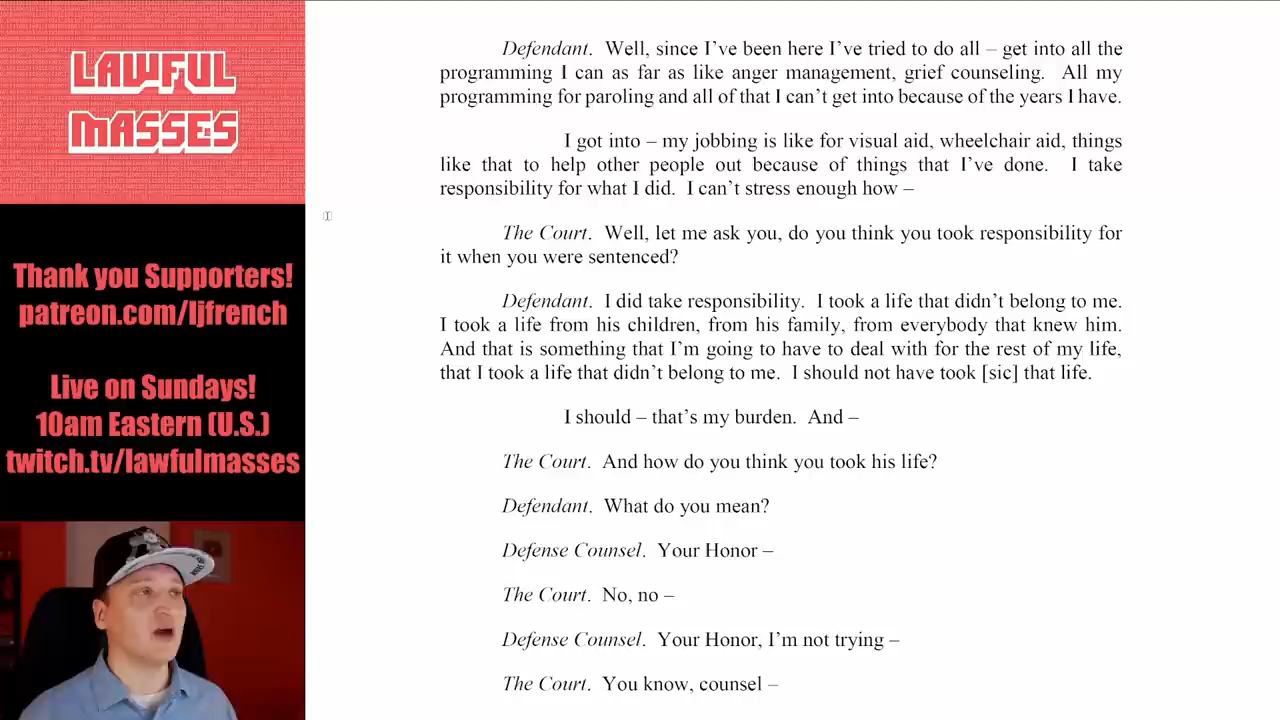 LAWFUL
MASSES
Thank you Supporters!
patreon.com/ljfrench
Live on Sundays!
10am Eastern (U.S.)
twitch.tv/lawfulmasses
Defendant. Well, since I’ve been here I’ve tried to do all – get into all the
programming I can as far as like anger management, grief counseling. All my
programming for paroling and all of that I can’t get into because of the years I have.
I got into – my jobbing is like for visual aid, wheelchair aid, things
like that to help other people out because of things that I’ve done. I take
responsibility for what I did. I can’t stress enough how –
The Court. Well, let me ask you, do you think you took responsibility for
it when you were sentenced?
Defendant. I did take responsibility. I took a life that didn’t belong to me.
I took a life from his children, from his family, from everybody that knew him.
And that is something that I’m going to have to deal with for the rest of my life,
that I took a life that didn’t belong to me. I should not have took [sic] that life.
I should – that’s my burden. And –
The Court. And how do you think you took his life?
Defendant. What do you mean?
Defense Counsel. Your Honor –
The Court. No, no –
Defense Counsel. Your Honor, I’m not trying –
The Court. You know, counsel –